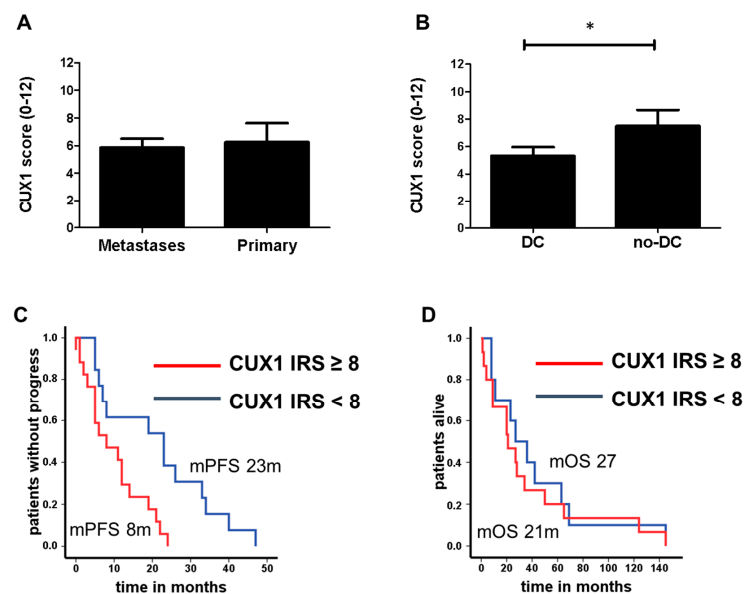 A
CUX1 score (0-12)
12
10
8
6
4
2
0
Metastases Primary
B
*
CUX1 score (0-12)
12
10
8
6
4
2
0
DC no-DC
C
patients without progress
1.0
0.8
0.6
0.4
0.2
0.0
CUX1 IRS ≥ 8
CUX1 IRS < 8
mPFS 23m
mPFS 8m
0 10 20 30 40 50
time in months
D
patients alive
1.0
0.8
0.6
0.4
0.2
0.0
CUX1 IRS ≥ 8
CUX1 IRS < 8
mOS 27
mOS 21m
0 20 40 60 80 100 120 140
time in months